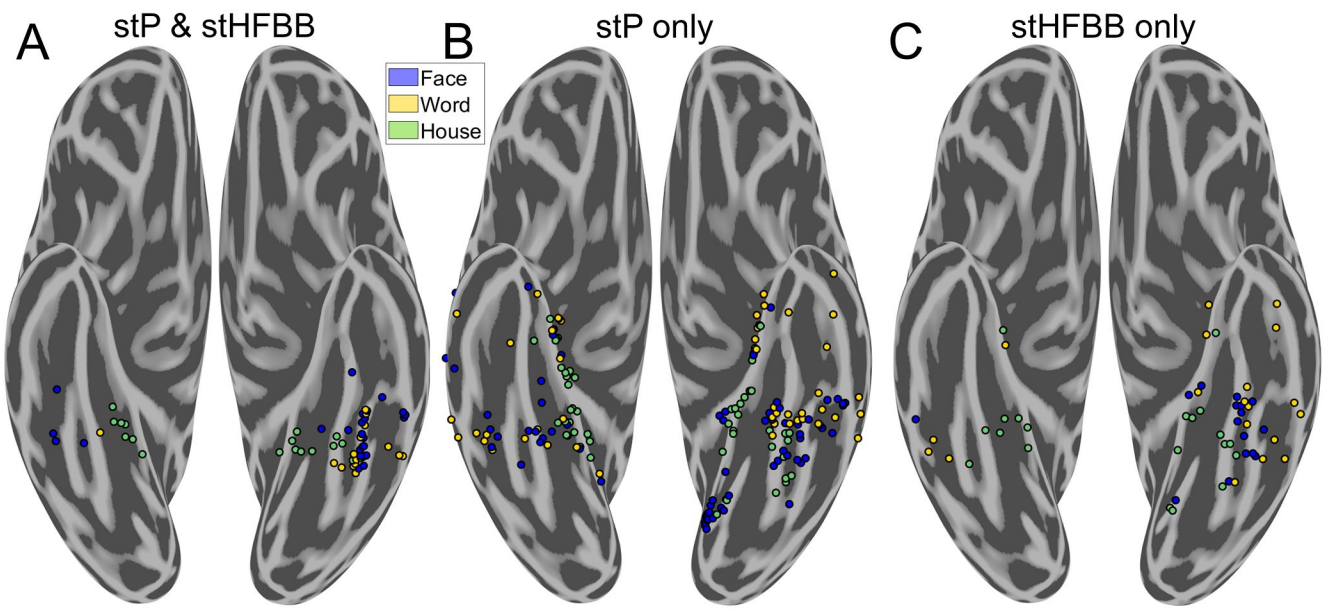 A
stP & stHFBB
B
stP only
C
stHFBB only
Face
Word
House